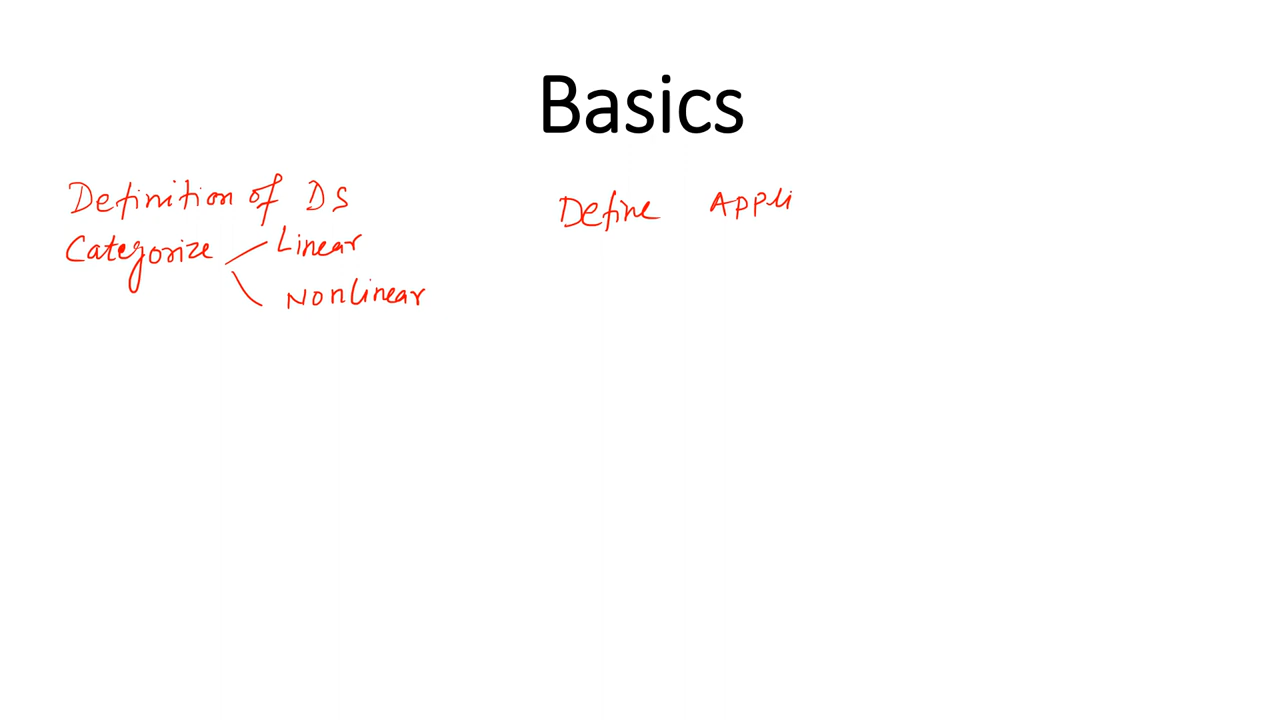 Basics
Definition of DS
Categorize Linear
Nonlinear
Define Appli